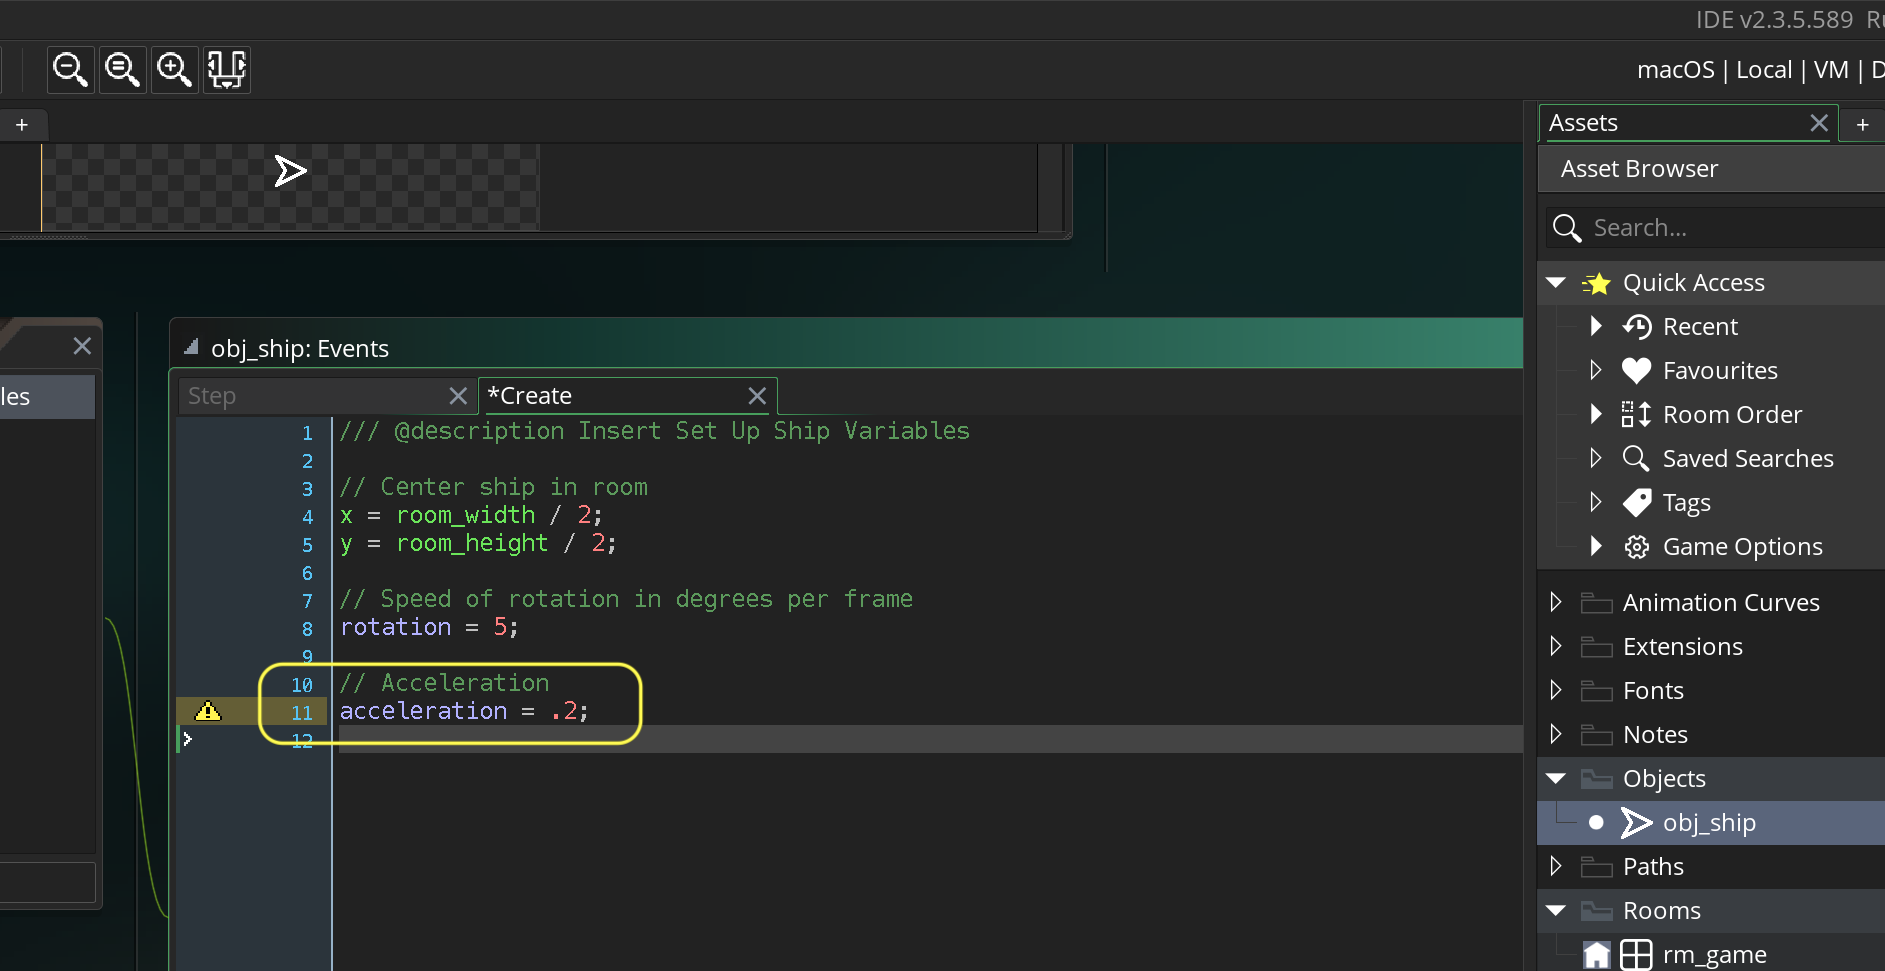 IDE v2.3.5.589
macOS | Local | VM |
+
Assets
+
Asset Browser
Search...
Quick Access
Recent
Favourites
Room Order
Saved Searches
Tags
Game Options
Animation Curves
Extensions
Fonts
Notes
Objects
obj_ship
Paths
Rooms
rm_game
les
obj_ship: Events
Step
*Create
1 /// @description Insert Set Up Ship Variables
2
3 // Center ship in room
4 x = room_width / 2;
5 y = room_height / 2;
6
7 // Speed of rotation in degrees per frame
8 rotation = 5;
9
10 // Acceleration
11 acceleration = .2;
12